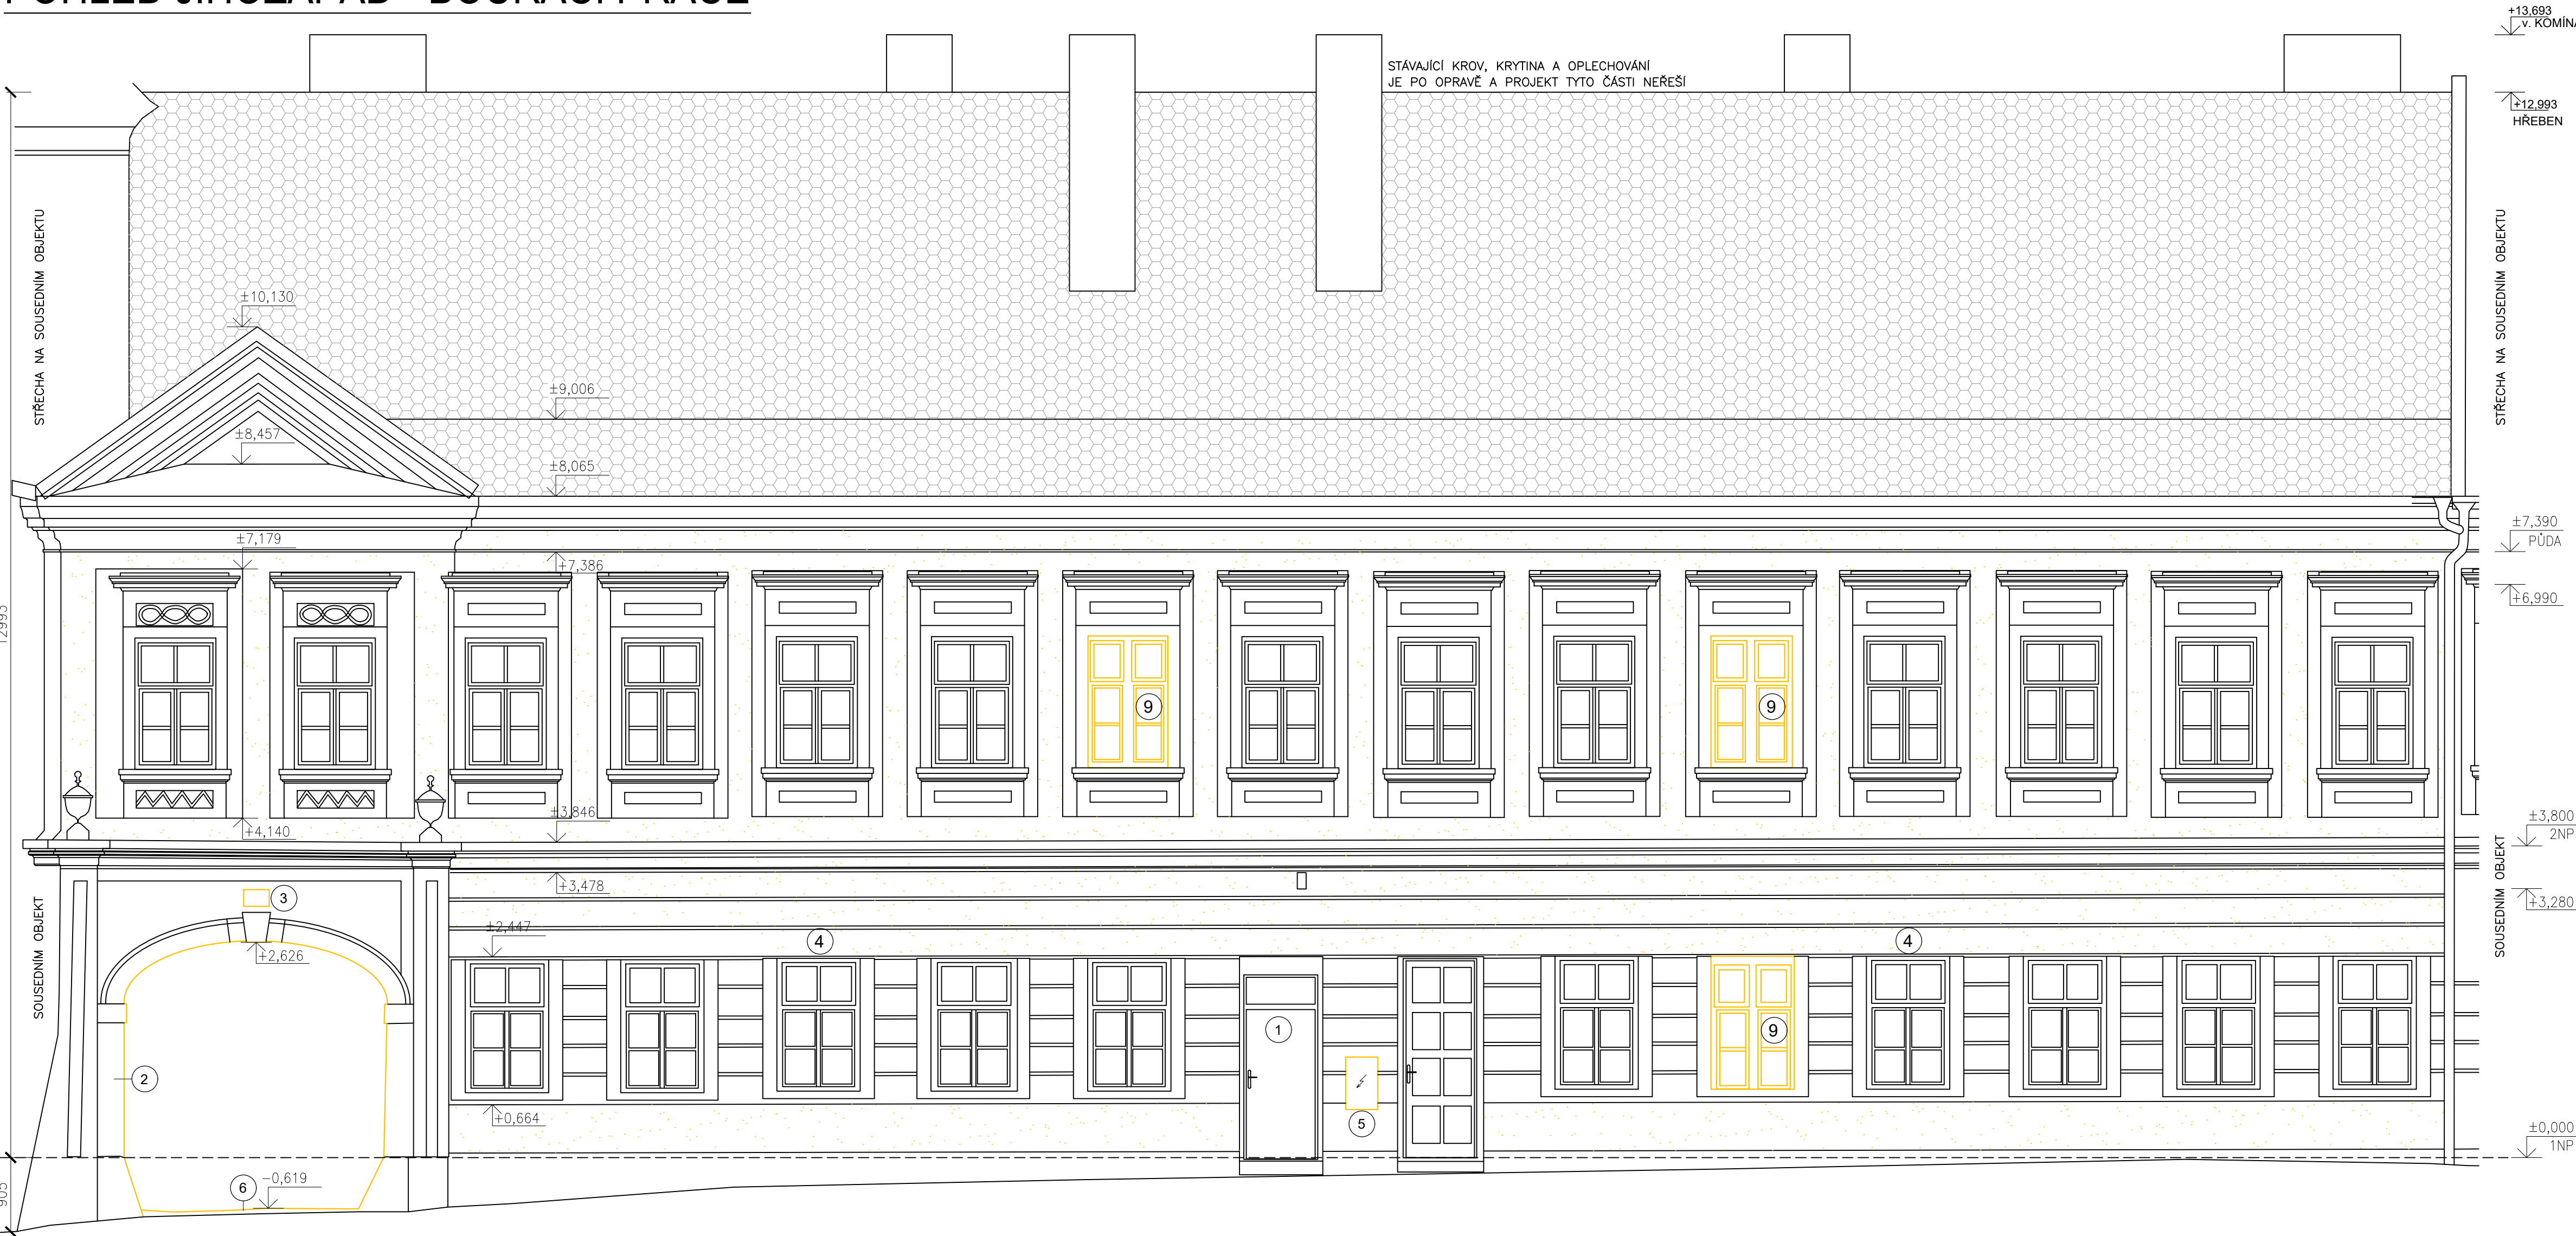 +13,693
v. KOMÍNA
STÁVAJÍCÍ KROV, KRYTINA A OPLECHOVÁNÍ
JE PO OPRAVĚ A PROJEKT TYTO ČÁSTI NEŘEŠÍ
+12,993
HŘEBEN
STŘECHA NA SOUSEDNÍM OBJEKTU
STŘECHA NA SOUSEDNÍM OBJEKTU
±10,130
±9,006
±8,457
±8,065
±7,390
PŮDA
±7,179
+7,386
+6,990
12993
9
9
±3,846
+4,140
±3,800
2NP
SOUSEDNÍM OBJEKT
SOUSEDNÍM OBJEKT
3
+3,478
+3,280
±2,447
4
4
+2,626
1
9
2
5
+0,664
±0,000
1NP
6
-0,619
905